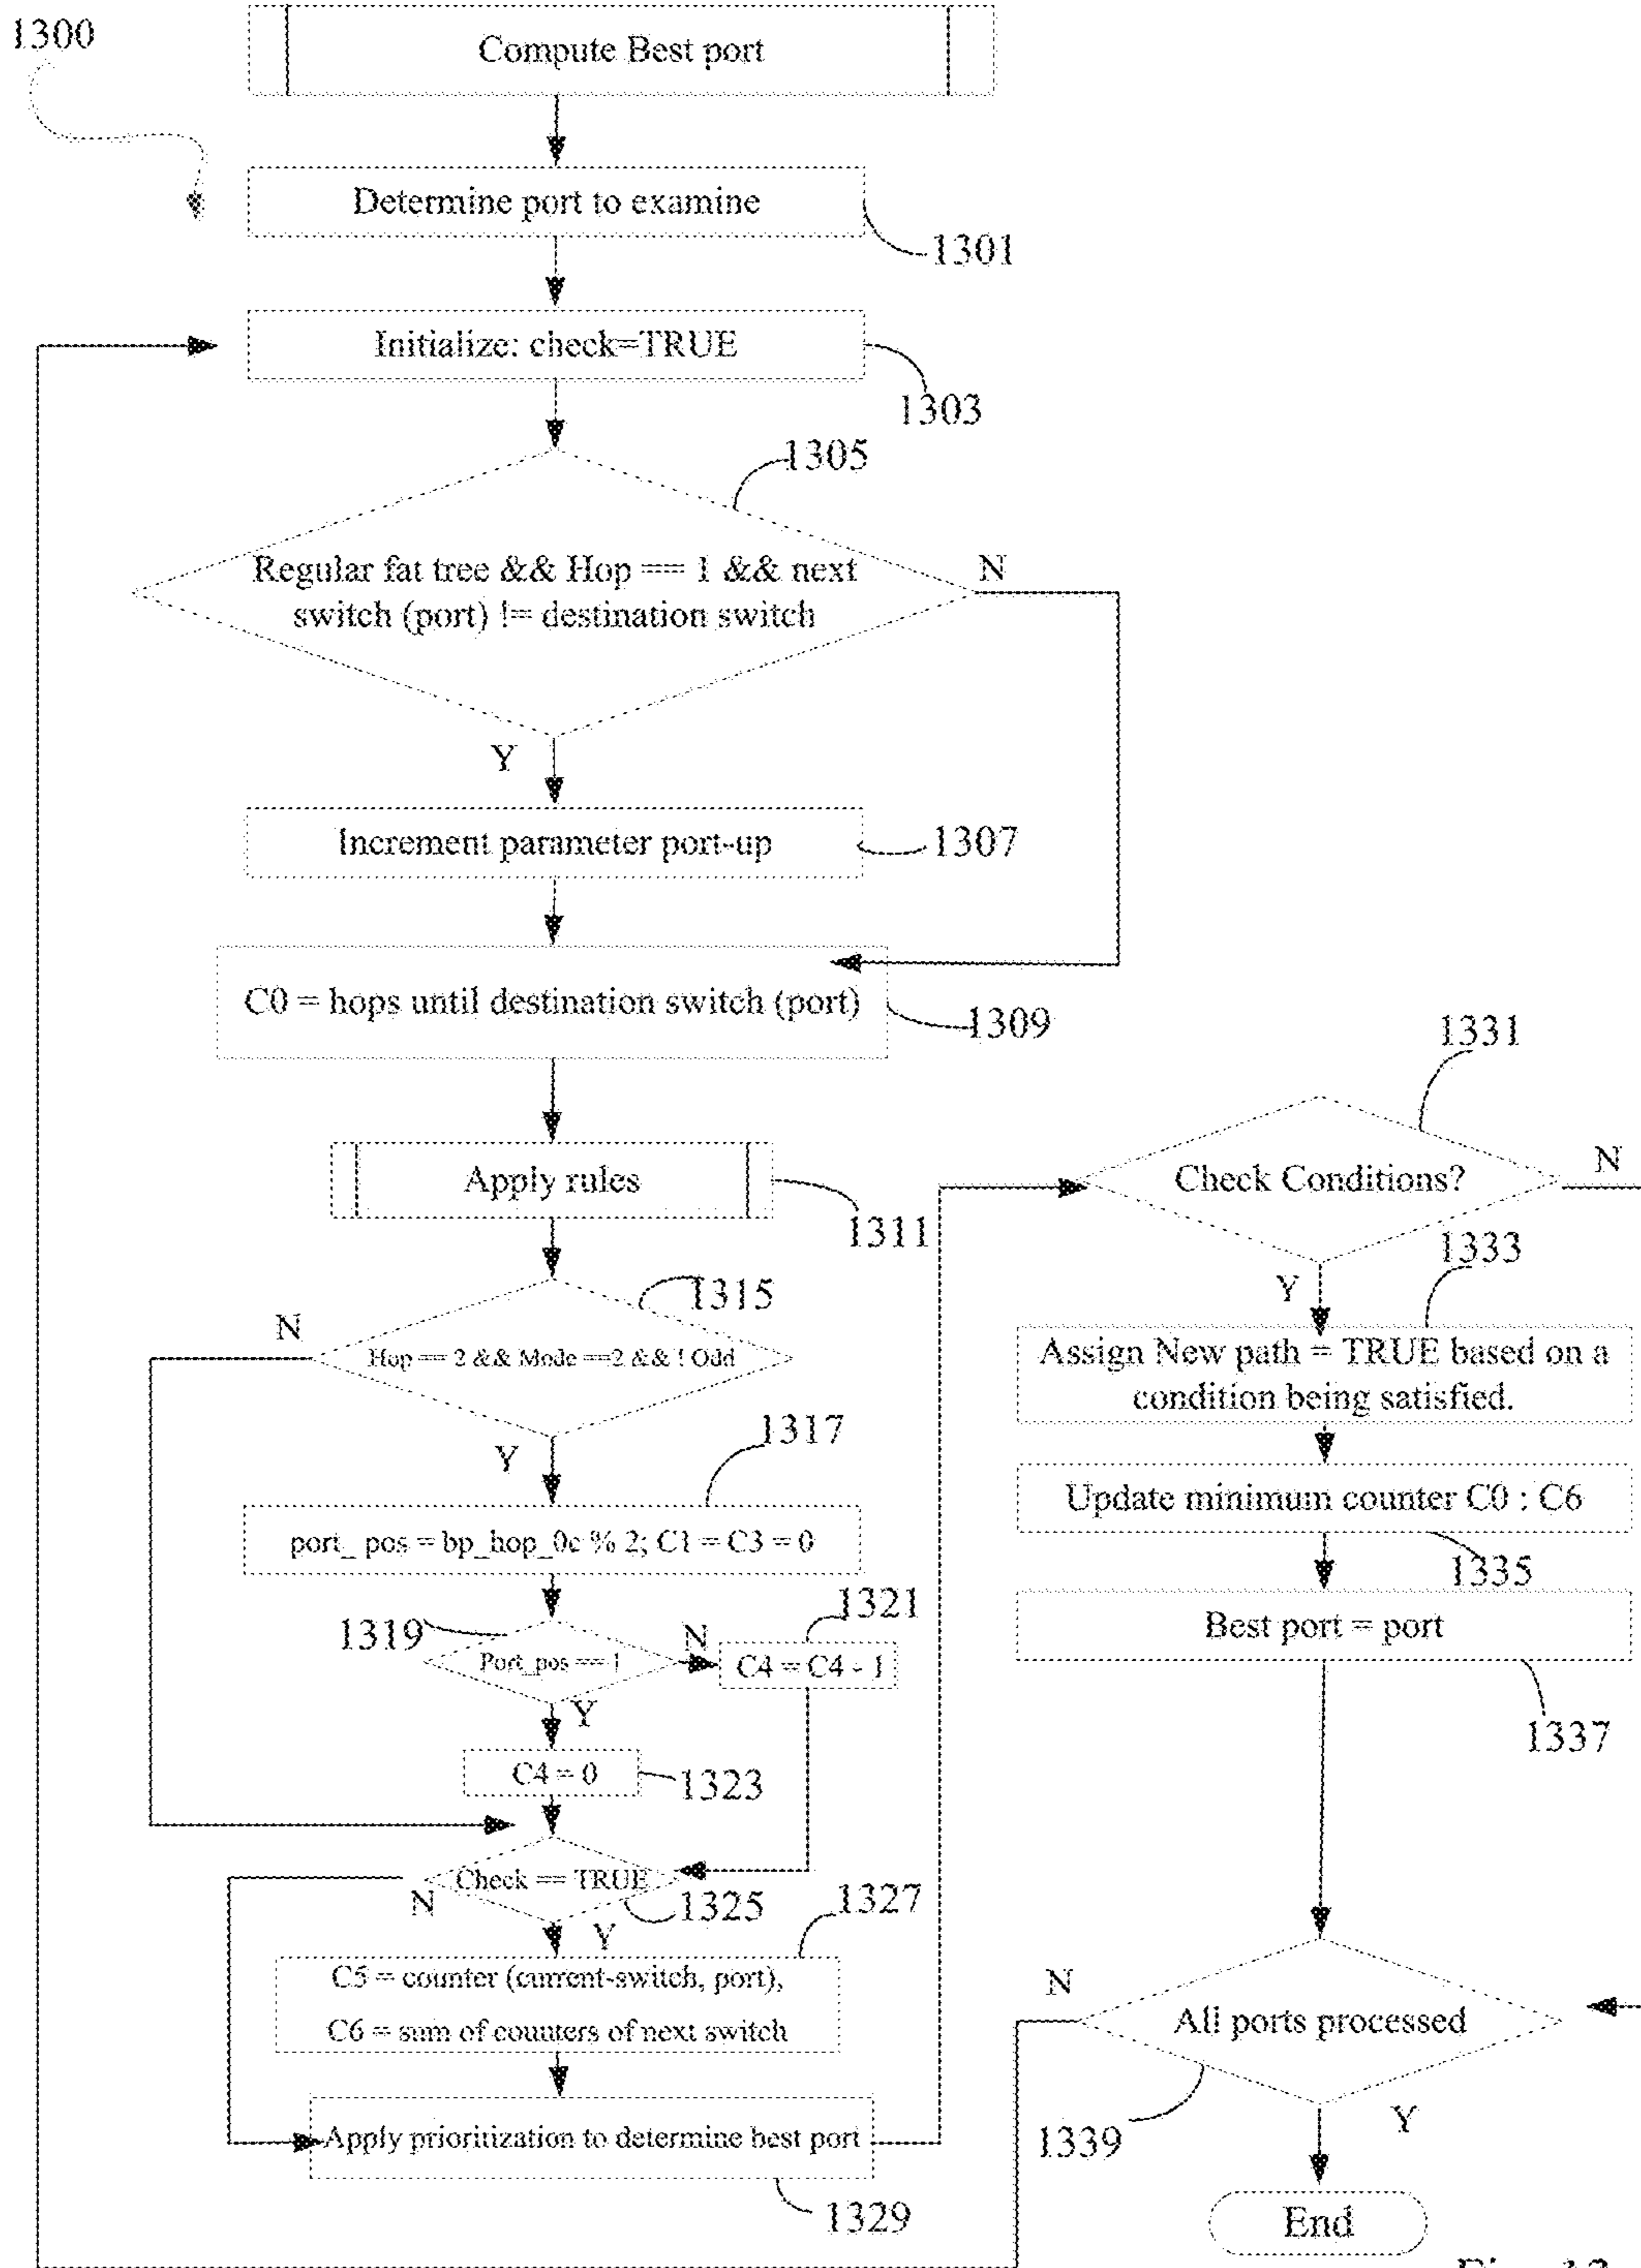 1300
Compute Best port
Determine port to examine
1301
Initialize: check=TRUE
1303
1305
Regular fat tree && Hop == 1 && next
switch (port) != destination switch
N
Y
Increment parameter port-up
1307
C0 = hops until destination switch (port)
1309
Apply rules
1311
1315
Hop == 2 && Mode ==2 && ! Odd
N
Y
1317
port_ pos = bp_hop_0c % 2; C1 = C3 = 0
1319
Port_pos == 1
N
1321
C4 = C4 - 1
Y
C4 = 0
1323
Check == TRUE
N
1325
Y
1327
C5 = counter (current-switch, port),
C6 = sum of counters of next switch
Apply prioritization to determine best port
1329
1331
Check Conditions?
N
Y
1333
Assign New path = TRUE based on a
condition being satisfied.
Update minimum counter C0 : C6
1335
Best port = port
1337
All ports processed
N
1339
Y
End